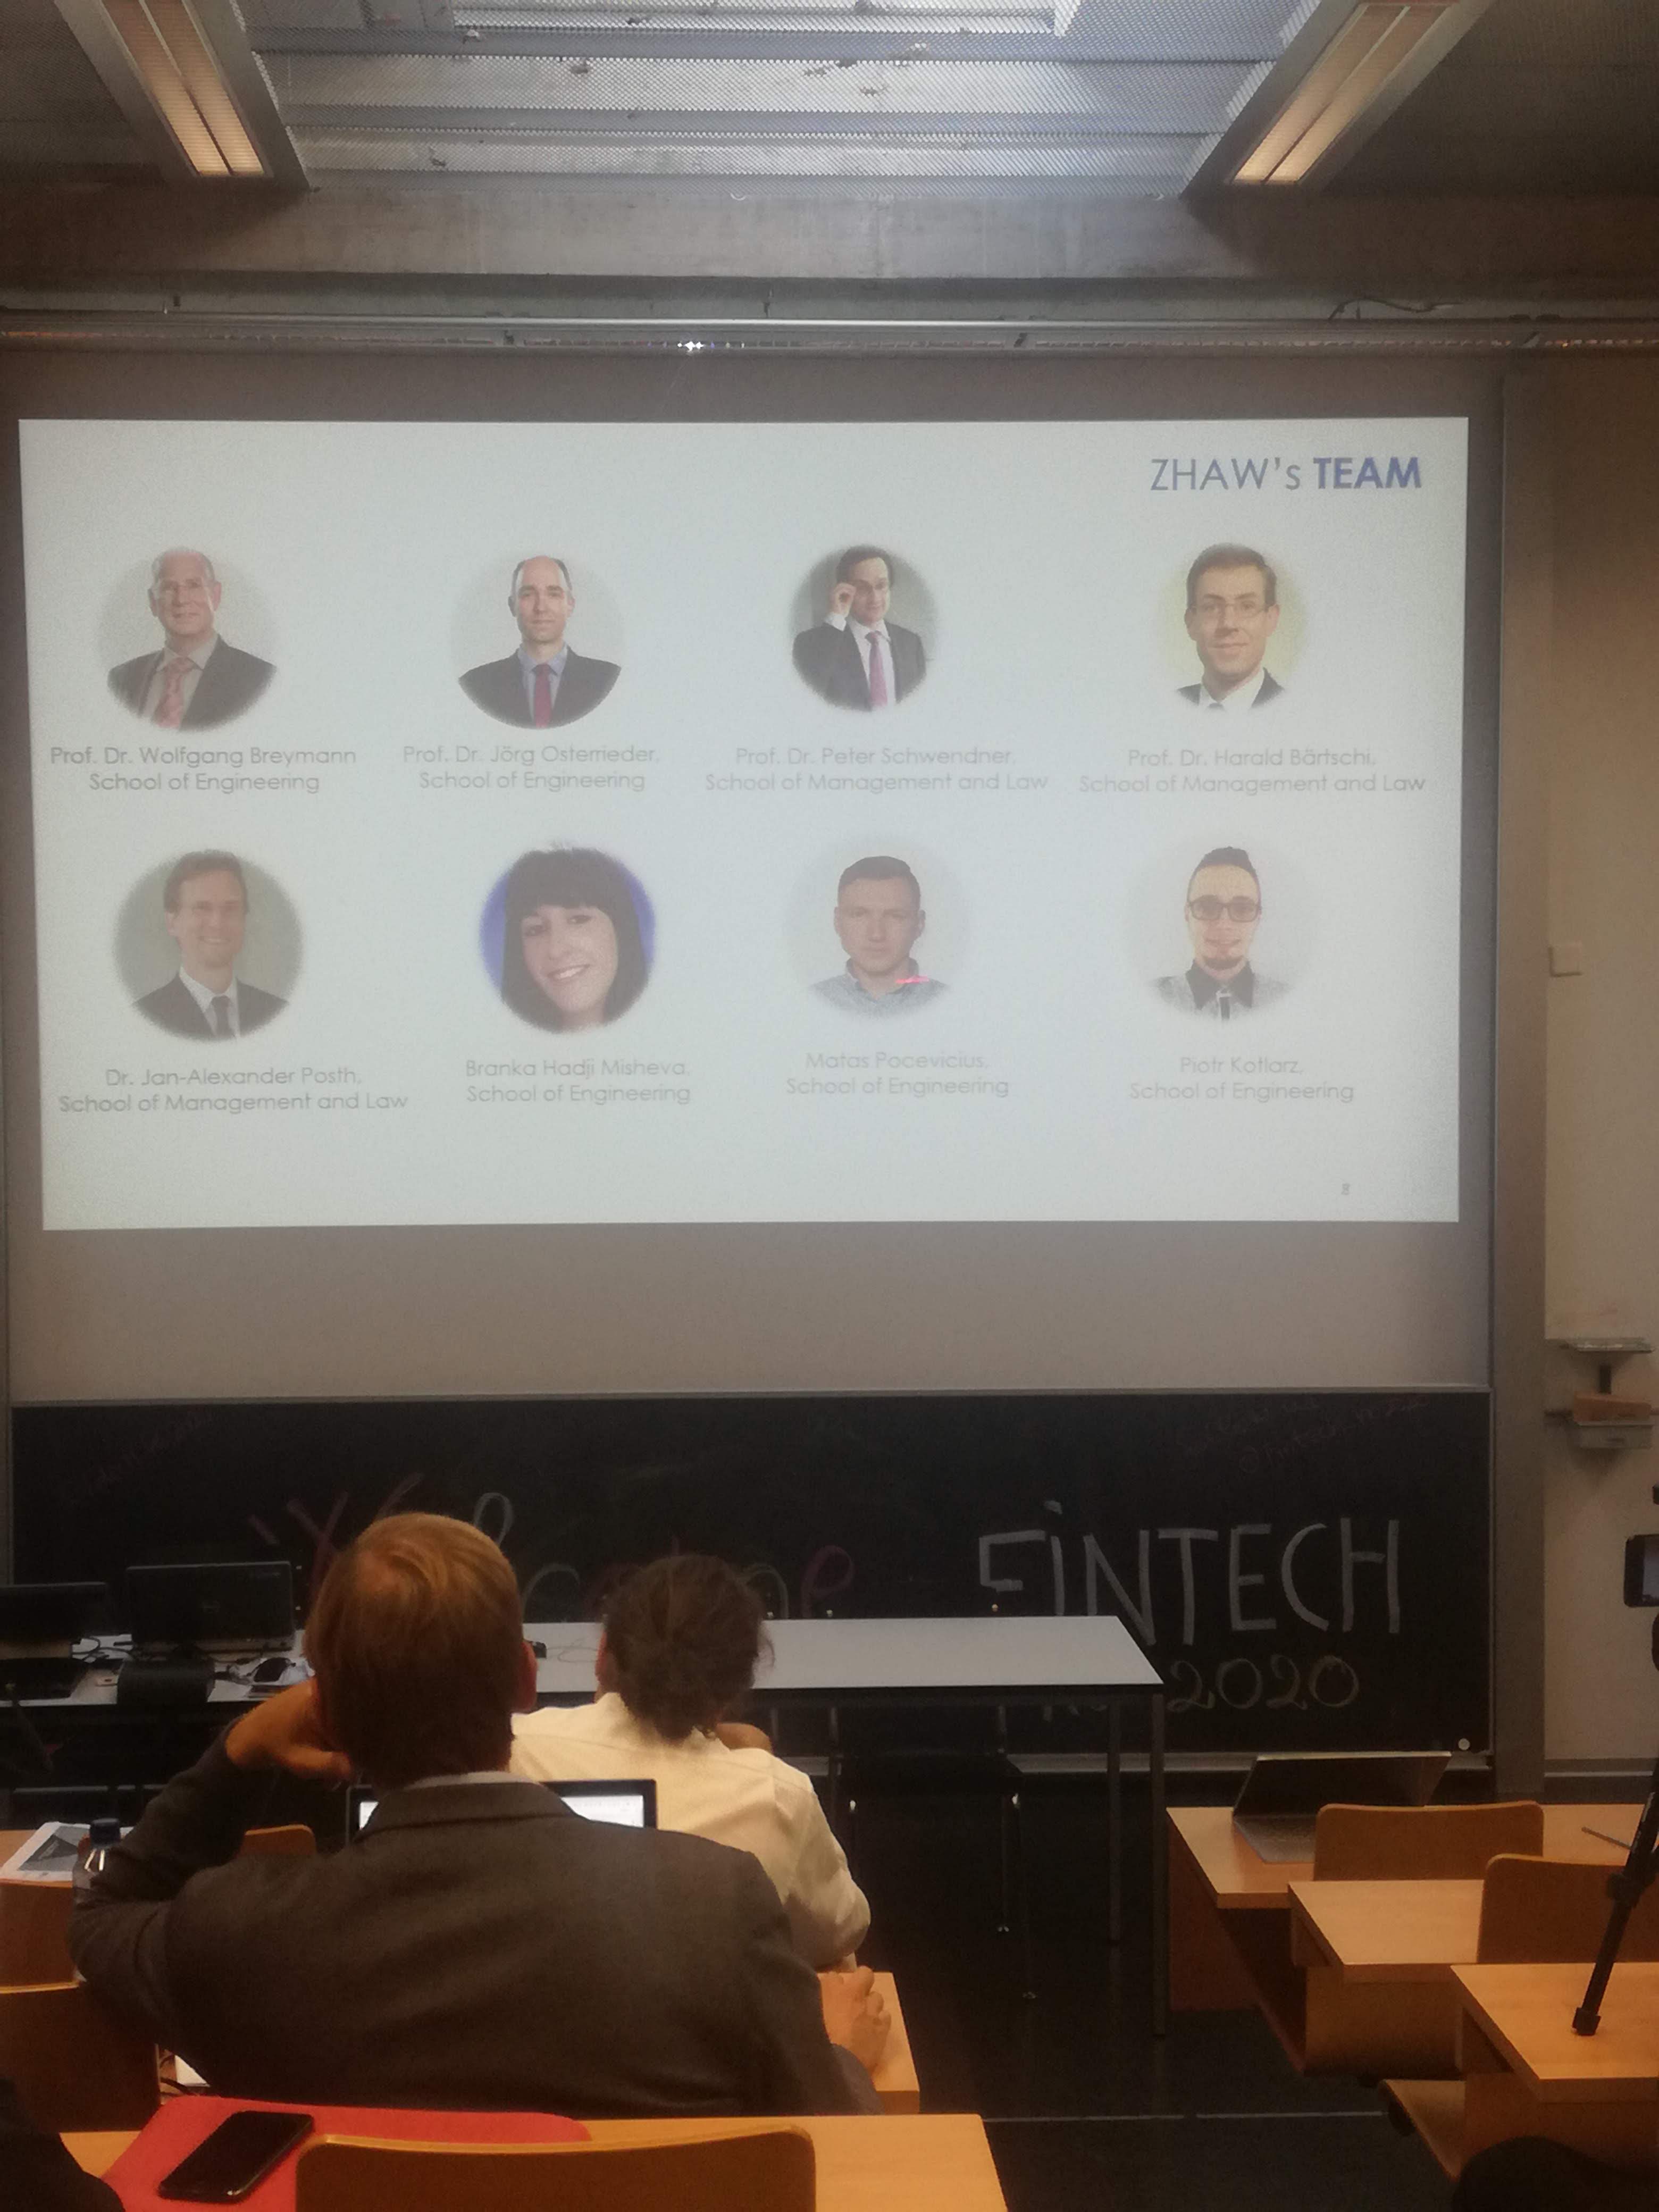 ZHAW's TEAM
Prof. Dr. Wolfgang Breymann
School of Engineering
Prof. Dr. Jörg Osterrieder,
School of Engineering
Prof. Dr. Peter Schwendner,
School of Management and Law
Prof. Dr. Harald Bärtschi,
School of Management and Law
Dr. Jan-Alexander Posth,
School of Management and Law
Branka Hadji Misheva,
School of Engineering
Matas Pocevicius,
School of Engineering
Piotr Kotlarz,
School of Engineering
8
FiNTECH
2020